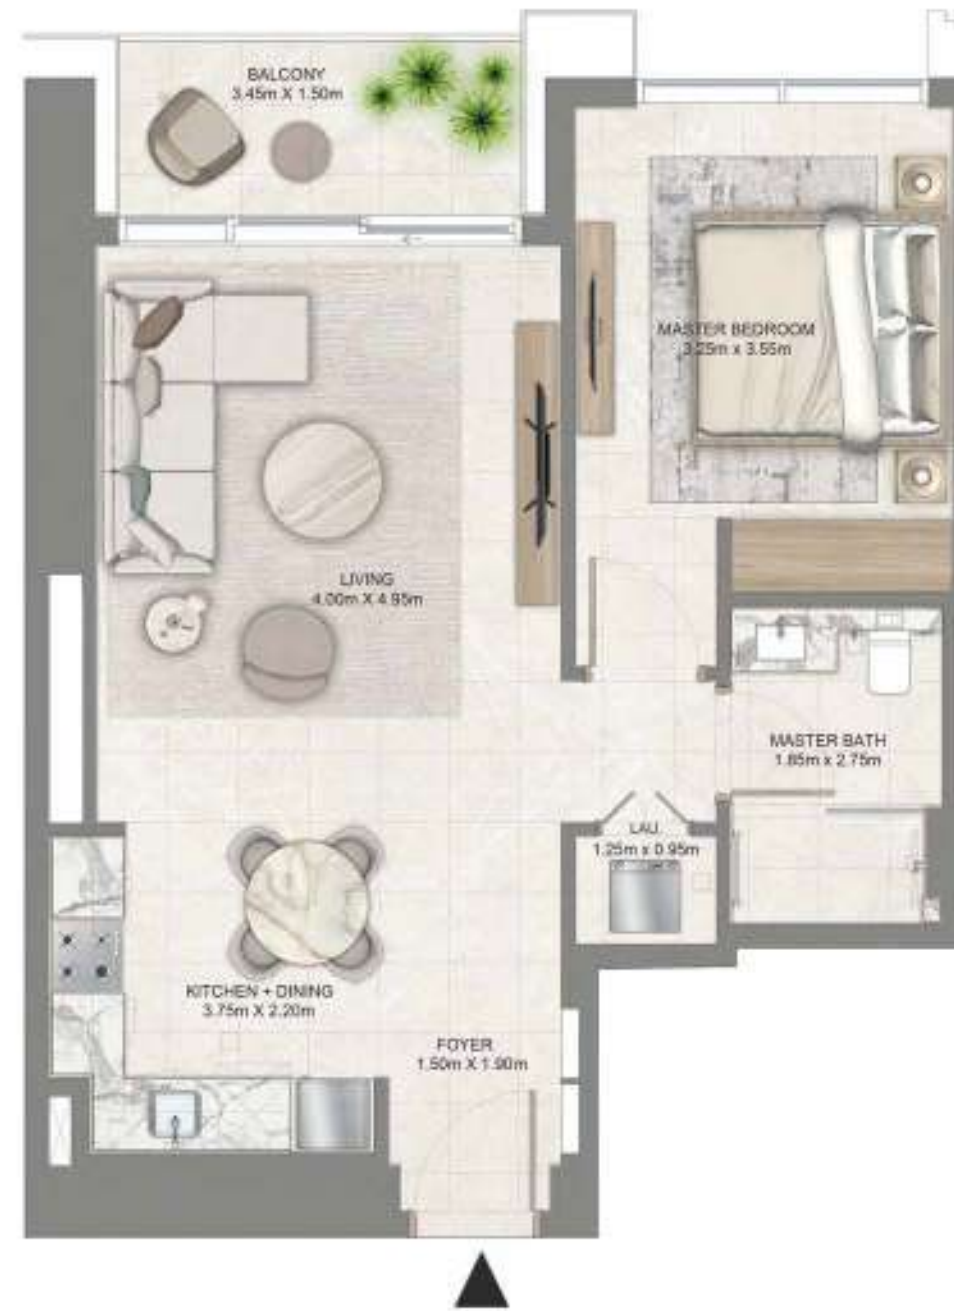 BALCONY
3.45m X 1.50m
MASTER BEDROOM
3.25m x 3.55m
LIVING
4.00m X 4.95m
MASTER BATH
1.85m x 2.75m
LAU.
1.25m x 0.95m
KITCHEN + DINING
3.75m X 2.20m
FOYER
1.50m X 1.90m